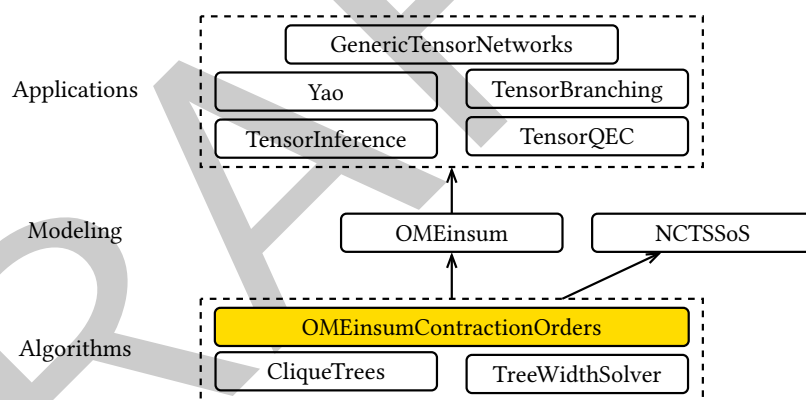 GenericTensorNetworks
Applications
Yao
TensorBranching
TensorInference
TensorQEC
Modeling
OMEinsum
NCTSSoS
OMEinsumContractionOrders
Algorithms
CliqueTrees
TreeWidthSolver